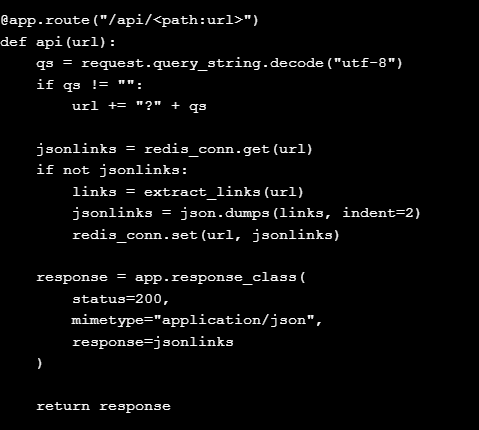 @app.route("/api/<path:url>")
def api(url):
    qs = request.query_string.decode("utf-8")
    if qs != "":
        url += "?" + qs

    jsonlinks = redis_conn.get(url)
    if not jsonlinks:
        links = extract_links(url)
        jsonlinks = json.dumps(links, indent=2)
        redis_conn.set(url, jsonlinks)

    response = app.response_class(
        status=200,
        mimetype="application/json",
        response=jsonlinks
    )

    return response